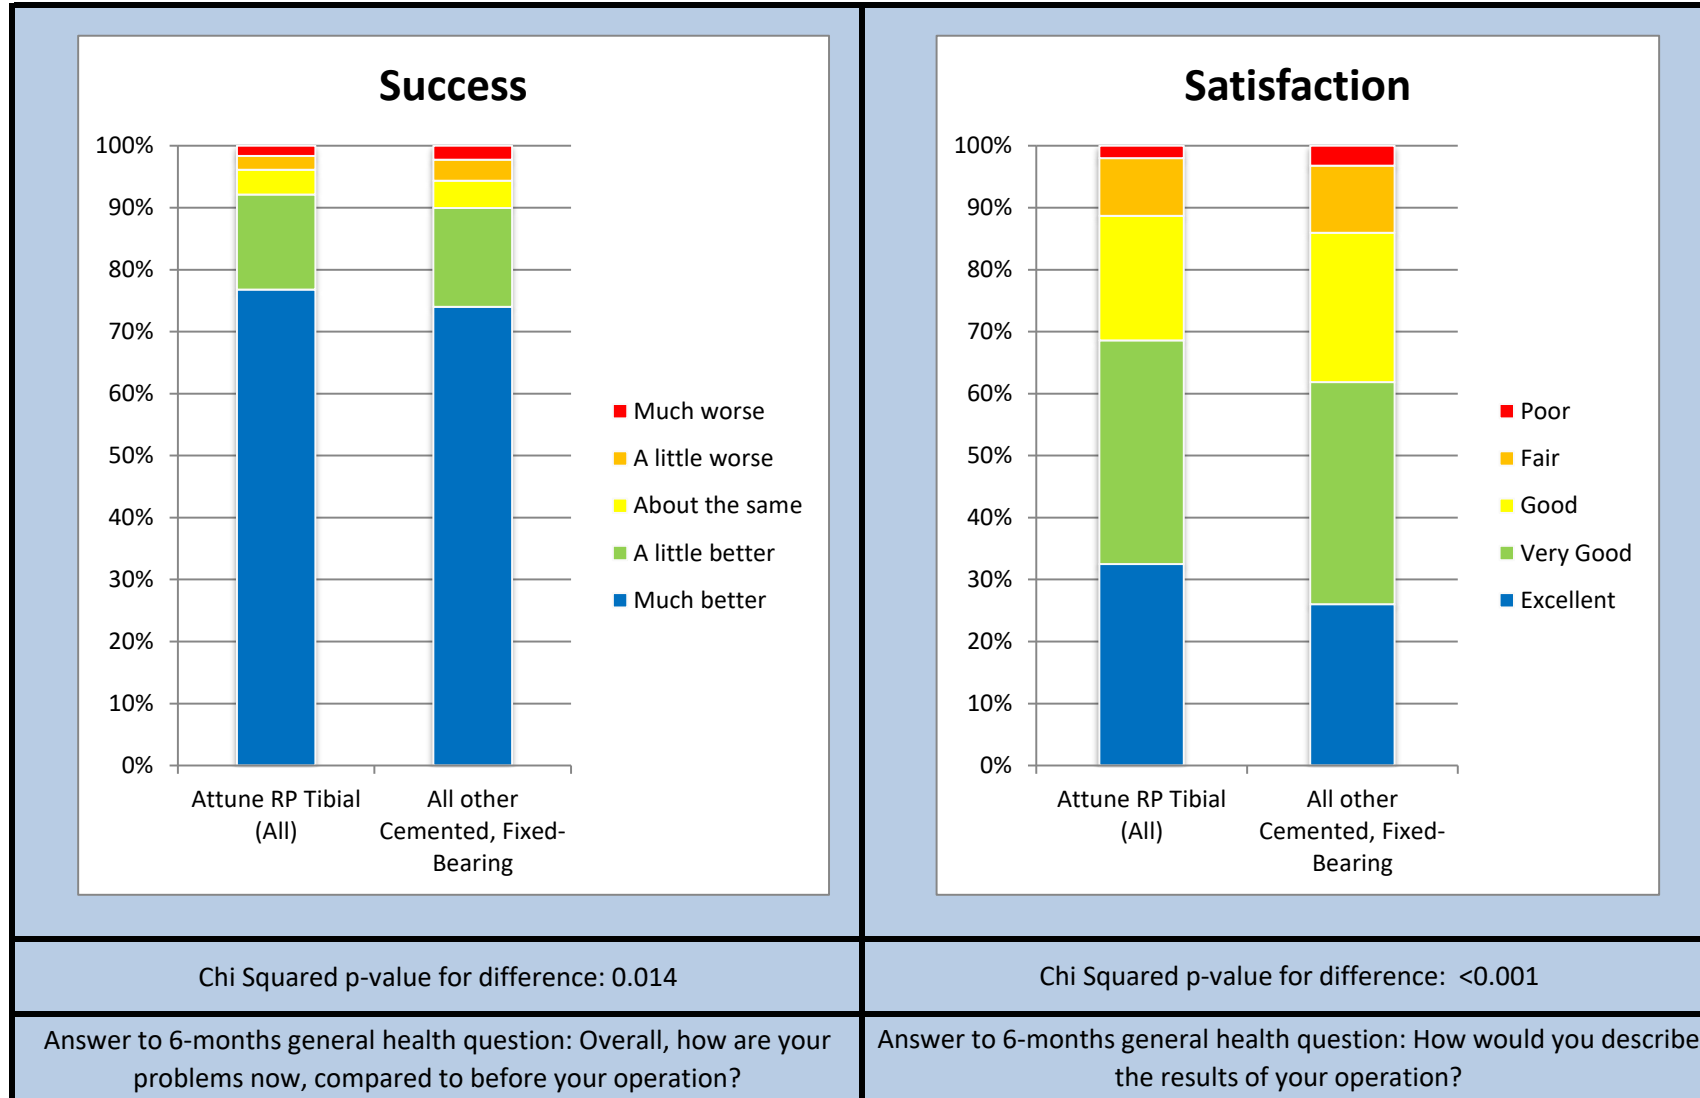 Success
100%
90%
80%
70%
60%
50%
40%
30%
20%
10%
0%
Attune RP Tibial
(All)
All other
Cemented, Fixed-
Bearing
Much worse
A little worse
About the same
A little better
Much better
Chi Squared p-value for difference: 0.014
Answer to 6-months general health question: Overall, how are your
problems now, compared to before your operation?
Satisfaction
100%
90%
80%
70%
60%
50%
40%
30%
20%
10%
0%
Attune RP Tibial
(All)
All other
Cemented, Fixed-
Bearing
Poor
Fair
Good
Very Good
Excellent
Chi Squared p-value for difference: <0.001
Answer to 6-months general health question: How would you describe
the results of your operation?